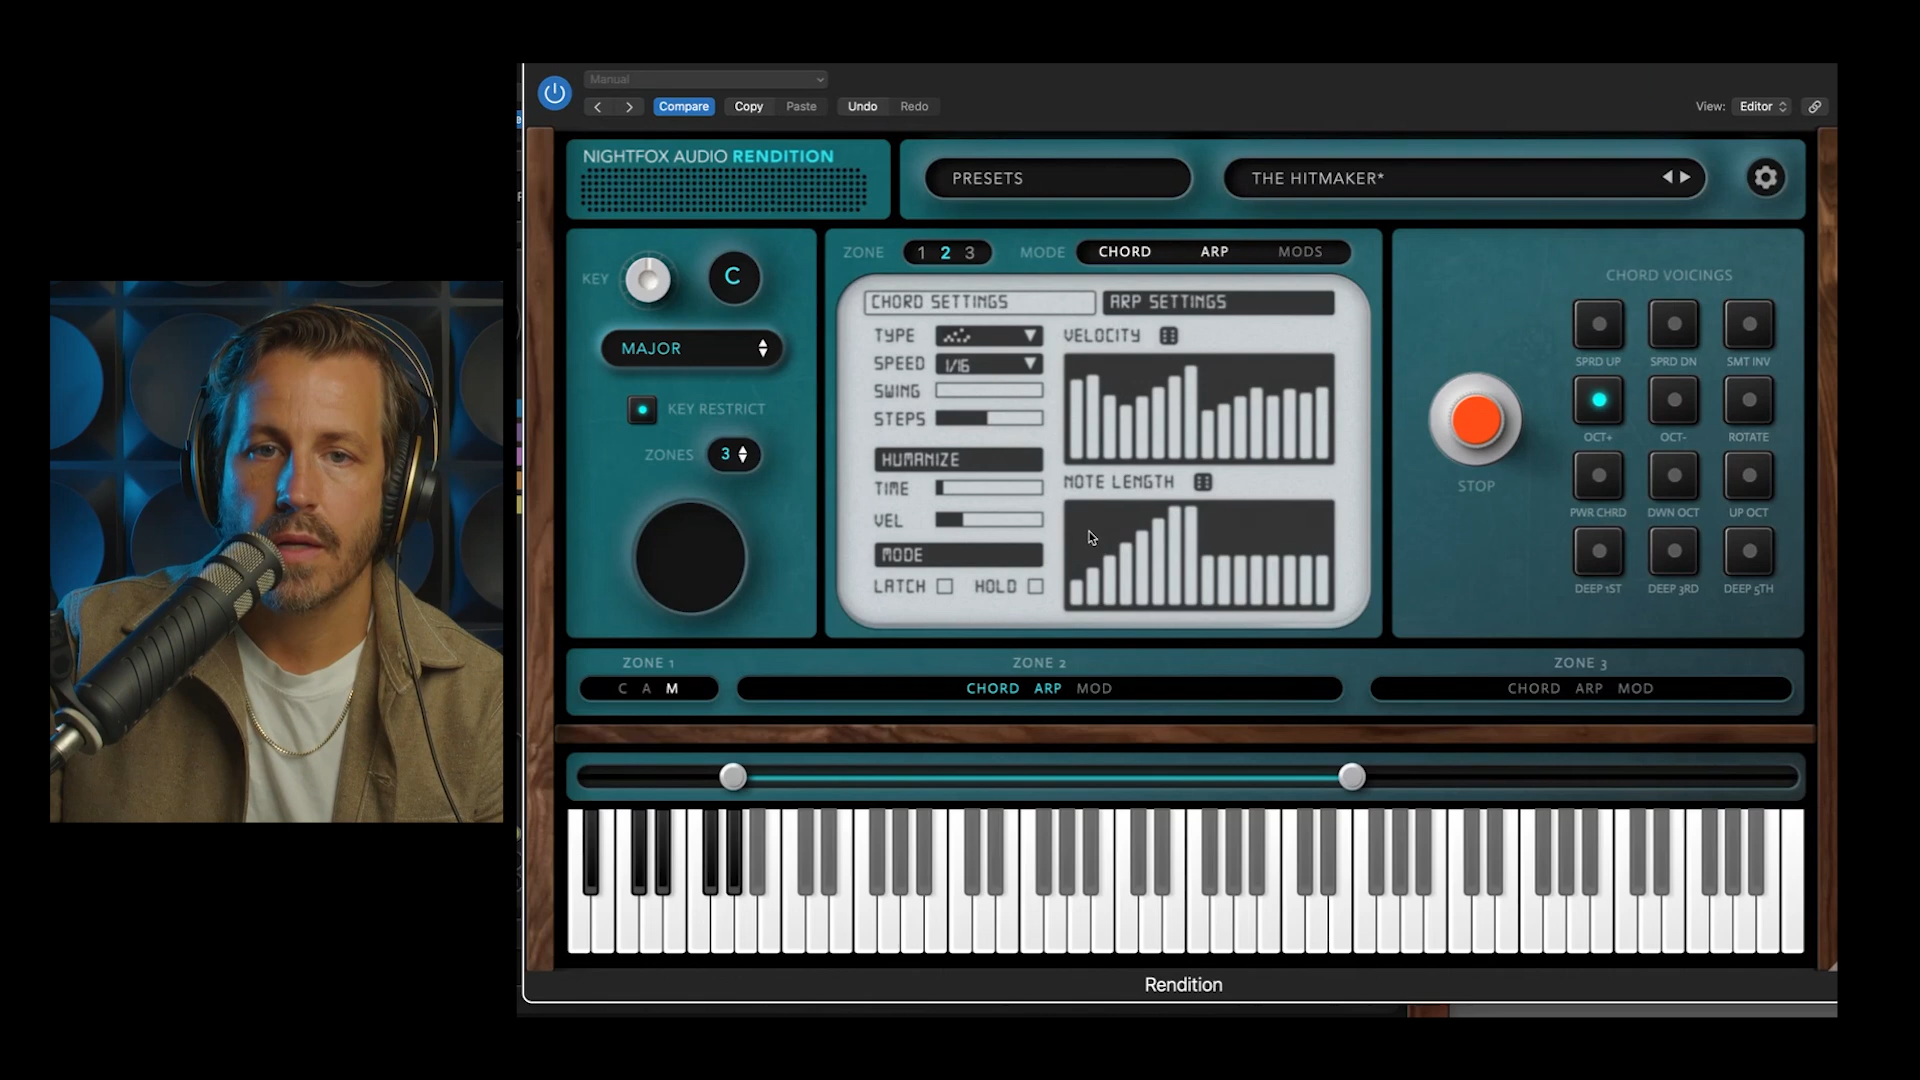 Manual
Compare Copy Paste Undo Redo
View: Editor
NIGHTFOX AUDIO RENDITION
PRESETS
THE HITMAKER*
KEY
C
MAJOR
KEY RESTRICT
ZONES 3
ZONE 1 2 3 MODE CHORD ARP MODS
CHORD SETTINGS
ARP SETTINGS
TYPE
SPEED 1/16
SWING
STEPS
HUMANIZE
TIME
VEL
MODE
LATCH HOLD
VELOCITY
NOTE LENGTH
STOP
CHORD VOICINGS
SPRD UP SPRD DN SMT INV
OCT+ OCT- ROTATE
PWR CHRD DWN OCT UP OCT
DEEP 1ST DEEP 3RD DEEP 5TH
ZONE 1 ZONE 2 ZONE 3
C A M CHORD ARP MOD CHORD ARP MOD
Rendition